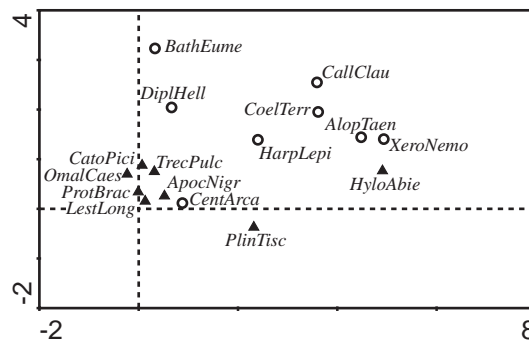 4
BathEume
CallClau
DiplHell
CoelTerr
AlopTaen
XeroNemo
HarpLepi
CatoPici
TrecPulc
OmalCaes
HyloAbie
ProtBrac
ApocNigr
LestLong
CentArca
PlinTisc
-2
-2
8